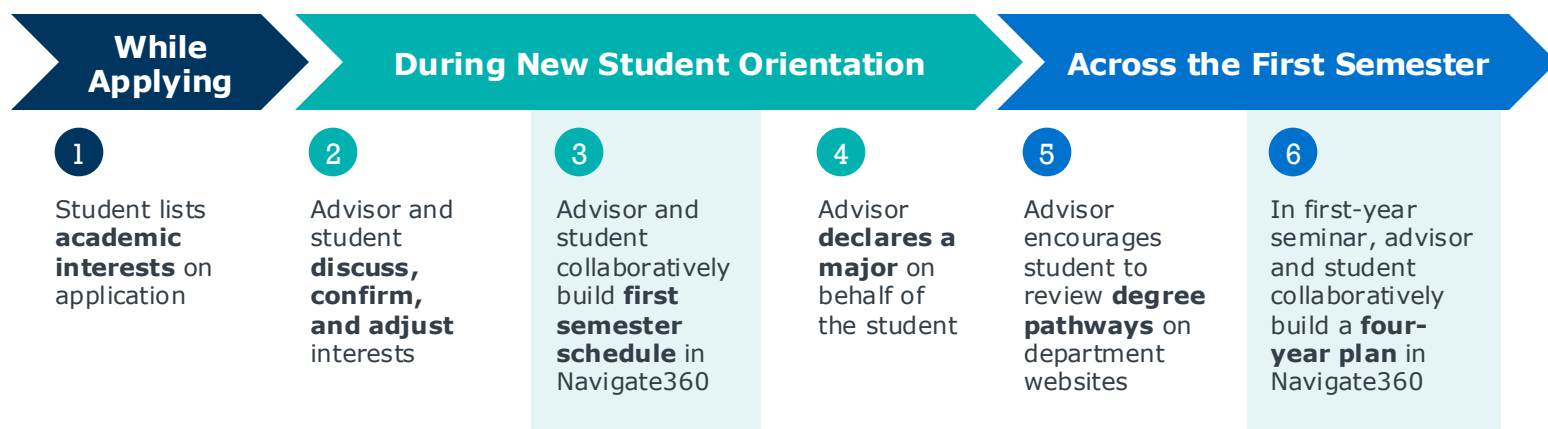 While
Applying
During New Student Orientation
Across the First Semester
1
Student lists
academic
interests on
application
2
Advisor and
student
discuss,
confirm,
and adjust
interests
3
Advisor and
student
collaboratively
build first
semester
schedule in
Navigate360
4
Advisor
declares a
major on
behalf of
the student
5
Advisor
encourages
student to
review degree
pathways on
department
websites
6
In first-year
seminar, advisor
and student
collaboratively
build a four-
year plan in
Navigate360